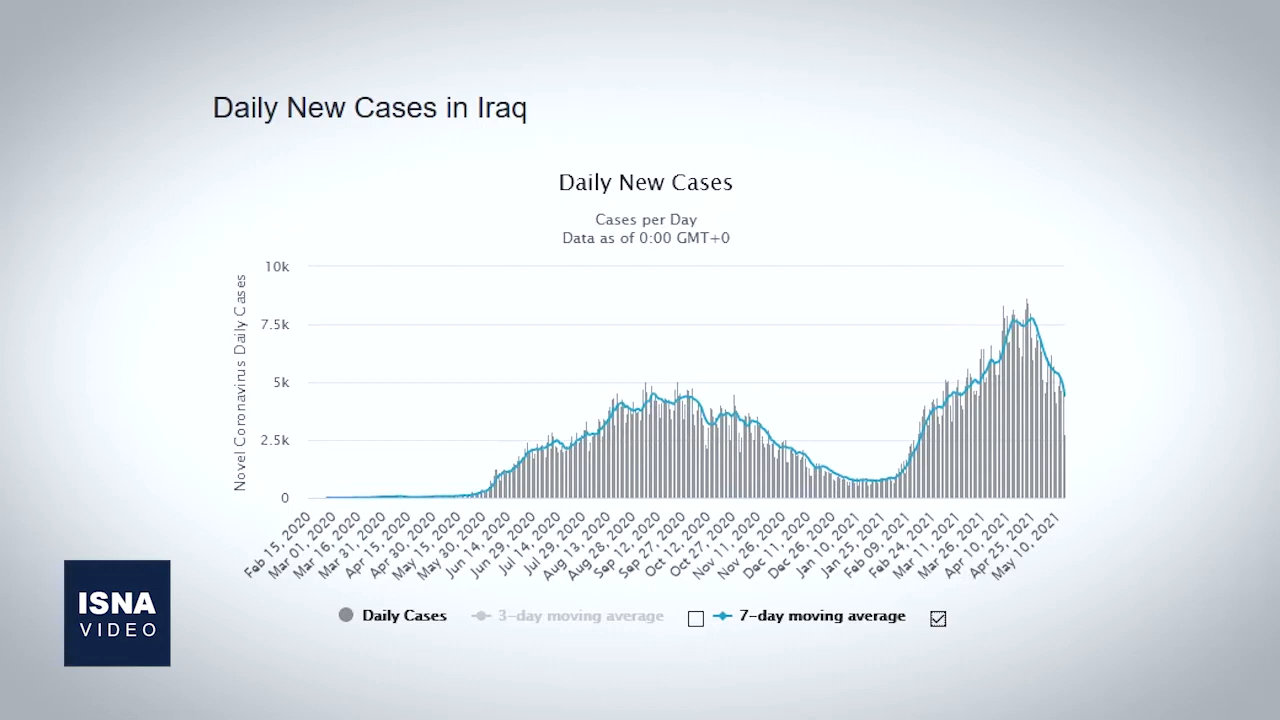 Daily New Cases in Iraq
Daily New Cases
Cases per Day
Data as of 0:00 GMT+0
Novel Coronavirus Daily Cases
10k
7.5k
5k
2.5k
0
Feb 15, 2020
Mar 01, 2020
Mar 16, 2020
Mar 31, 2020
Apr 15, 2020
Apr 30, 2020
May 15, 2020
May 30, 2020
Jun 14, 2020
Jun 29, 2020
Jul 14, 2020
Jul 29, 2020
Aug 13, 2020
Aug 28, 2020
Sep 12, 2020
Sep 27, 2020
Oct 12, 2020
Oct 27, 2020
Nov 11, 2020
Nov 26, 2020
Dec 11, 2020
Dec 26, 2020
Jan 10, 2021
Jan 25, 2021
Feb 09, 2021
Feb 24, 2021
Mar 11, 2021
Mar 26, 2021
Apr 10, 2021
Apr 25, 2021
May 10, 2021
Daily Cases 3-day moving average 7-day moving average
ISNA
VIDEO